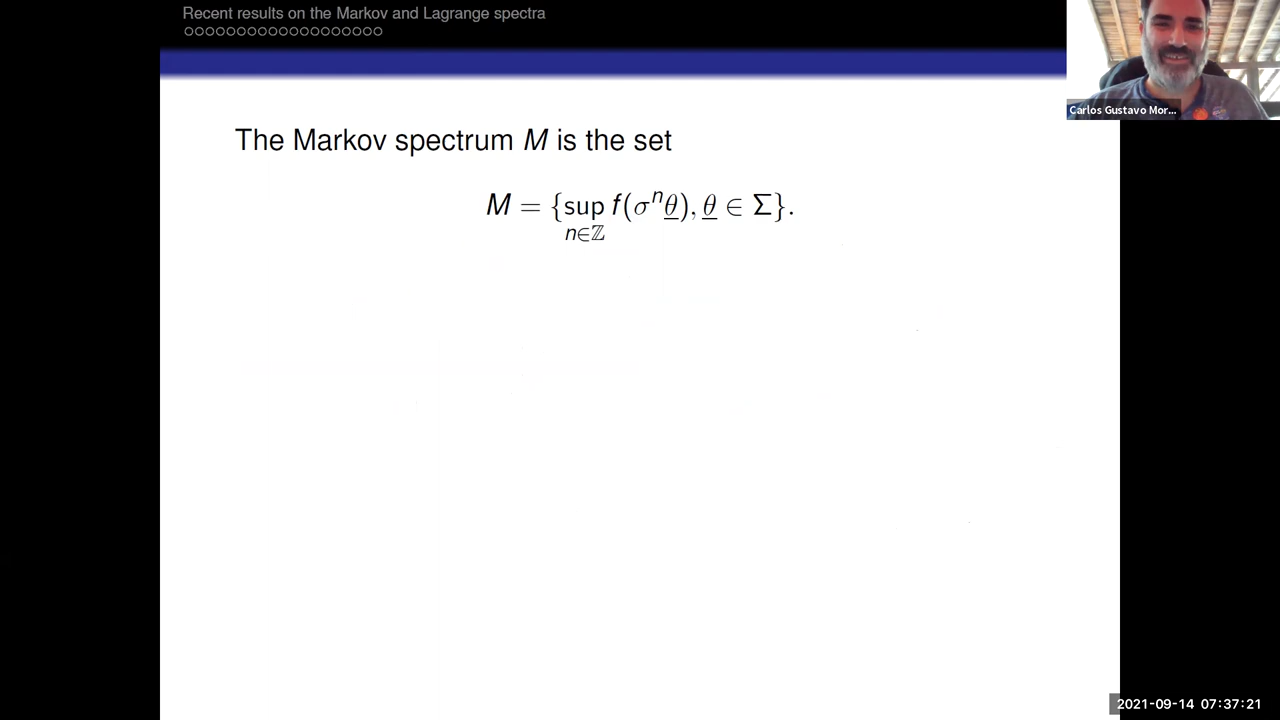 Recent results on the Markov and Lagrange spectra
Carlos Gustavo Mor...
The Markov spectrum M is the set
M = {sup f(σⁿθ), θ ∈ Σ}.
n∈ℤ
2021-09-14 07:37:21